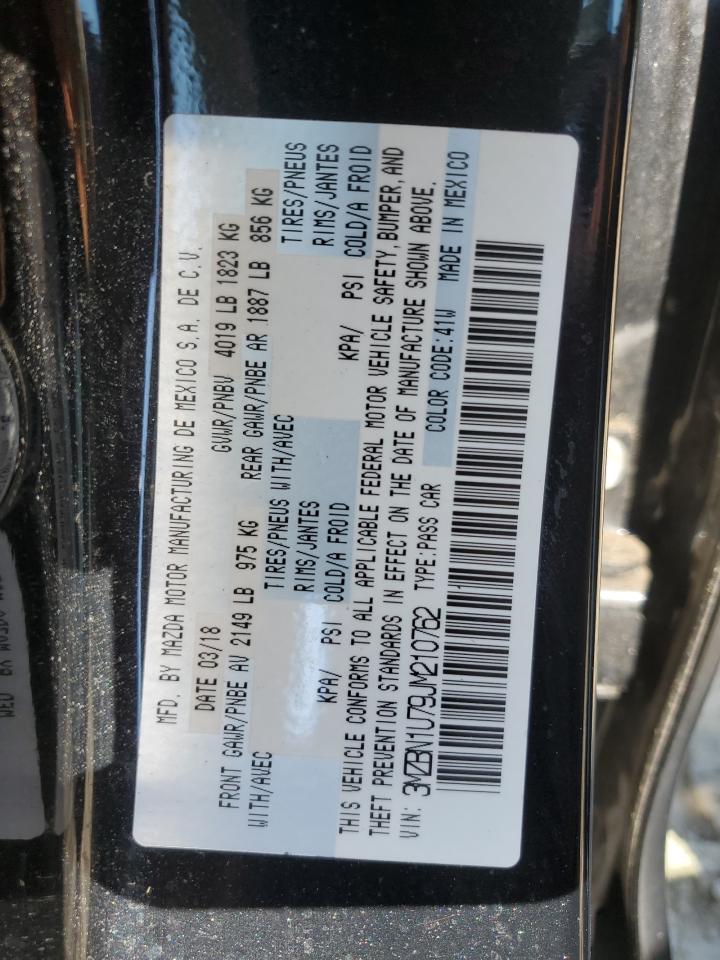 MFD. BY MAZDA MOTOR MANUFACTURING DE MEXICO S.A. DE C.V.
DATE 03/18 GVWR/PNBV 4019 LB 1823 KG
FRONT GAWR/PNBE AV 2149 LB 975 KG REAR GAWR/PNBE AR 1887 LB 856 KG
WITH/AVEC TIRES/PNEUS WITH/AVEC TIRES/PNEUS
RIMS/JANTES RIMS/JANTES
KPA/ PSI COLD/A FROID KPA/ PSI COLD/A FROID
THIS VEHICLE CONFORMS TO ALL APPLICABLE FEDERAL MOTOR VEHICLE SAFETY, BUMPER, AND
THEFT PREVENTION STANDARDS IN EFFECT ON THE DATE OF MANUFACTURE SHOWN ABOVE.
VIN: 3MZBN1U79JM210762 TYPE:PASS CAR COLOR CODE:41W MADE IN MEXICO